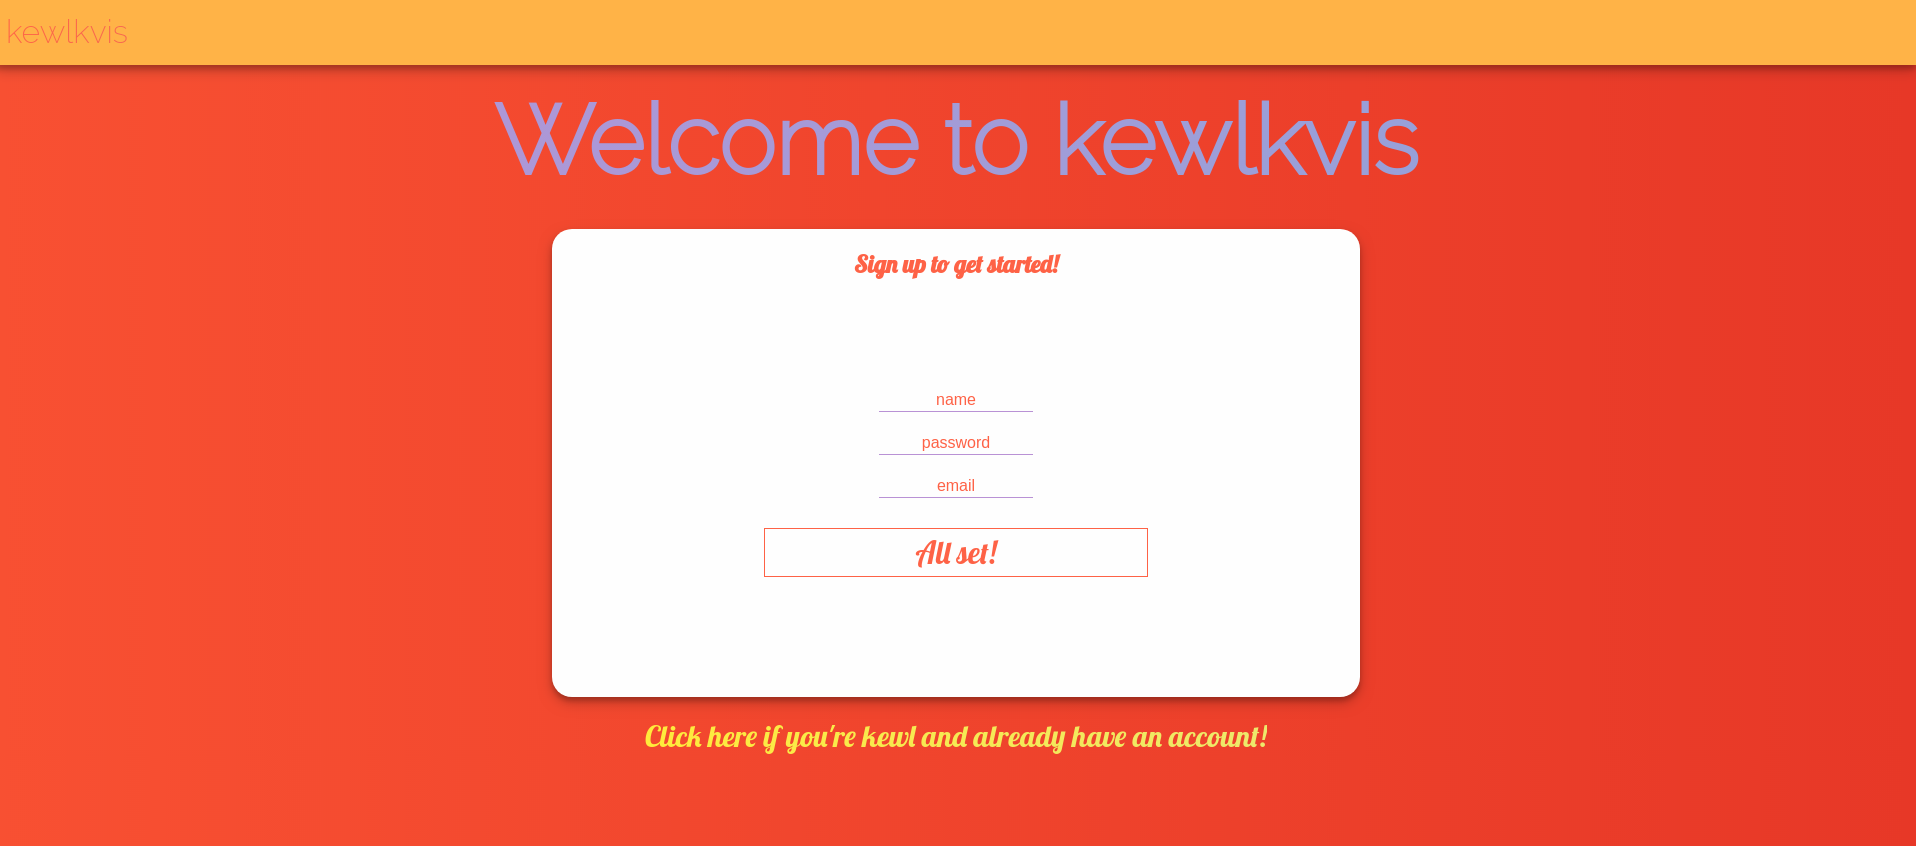 kewlkvis
Welcome to kewlkvis
Sign up to get started!
name
password
email
All set!
Click here if you're kewl and already have an account!